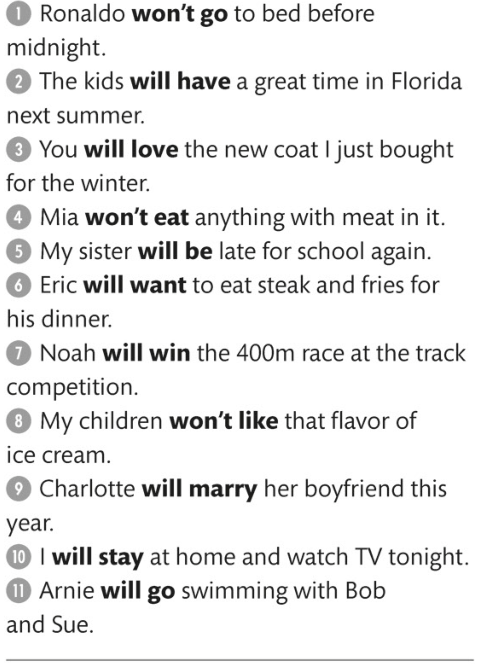 1 Ronaldo won't go to bed before
midnight.
2 The kids will have a great time in Florida
next summer.
3 You will love the new coat I just bought
for the winter.
4 Mia won't eat anything with meat in it.
5 My sister will be late for school again.
6 Eric will want to eat steak and fries for
his dinner.
7 Noah will win the 400m race at the track
competition.
8 My children won't like that flavor of
ice cream.
9 Charlotte will marry her boyfriend this
year.
10 I will stay at home and watch TV tonight.
11 Arnie will go swimming with Bob
and Sue.